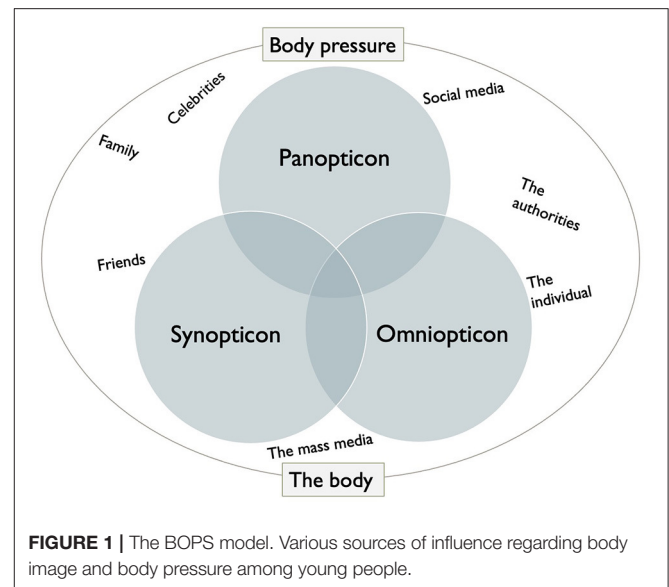 Body pressure
Celebrities
Social media
Family
Panopticon
The
authorities
Friends
The
individual
Synopticon
Omniopticon
The mass media
The body
FIGURE 1 | The BOPS model. Various sources of influence regarding body
image and body pressure among young people.